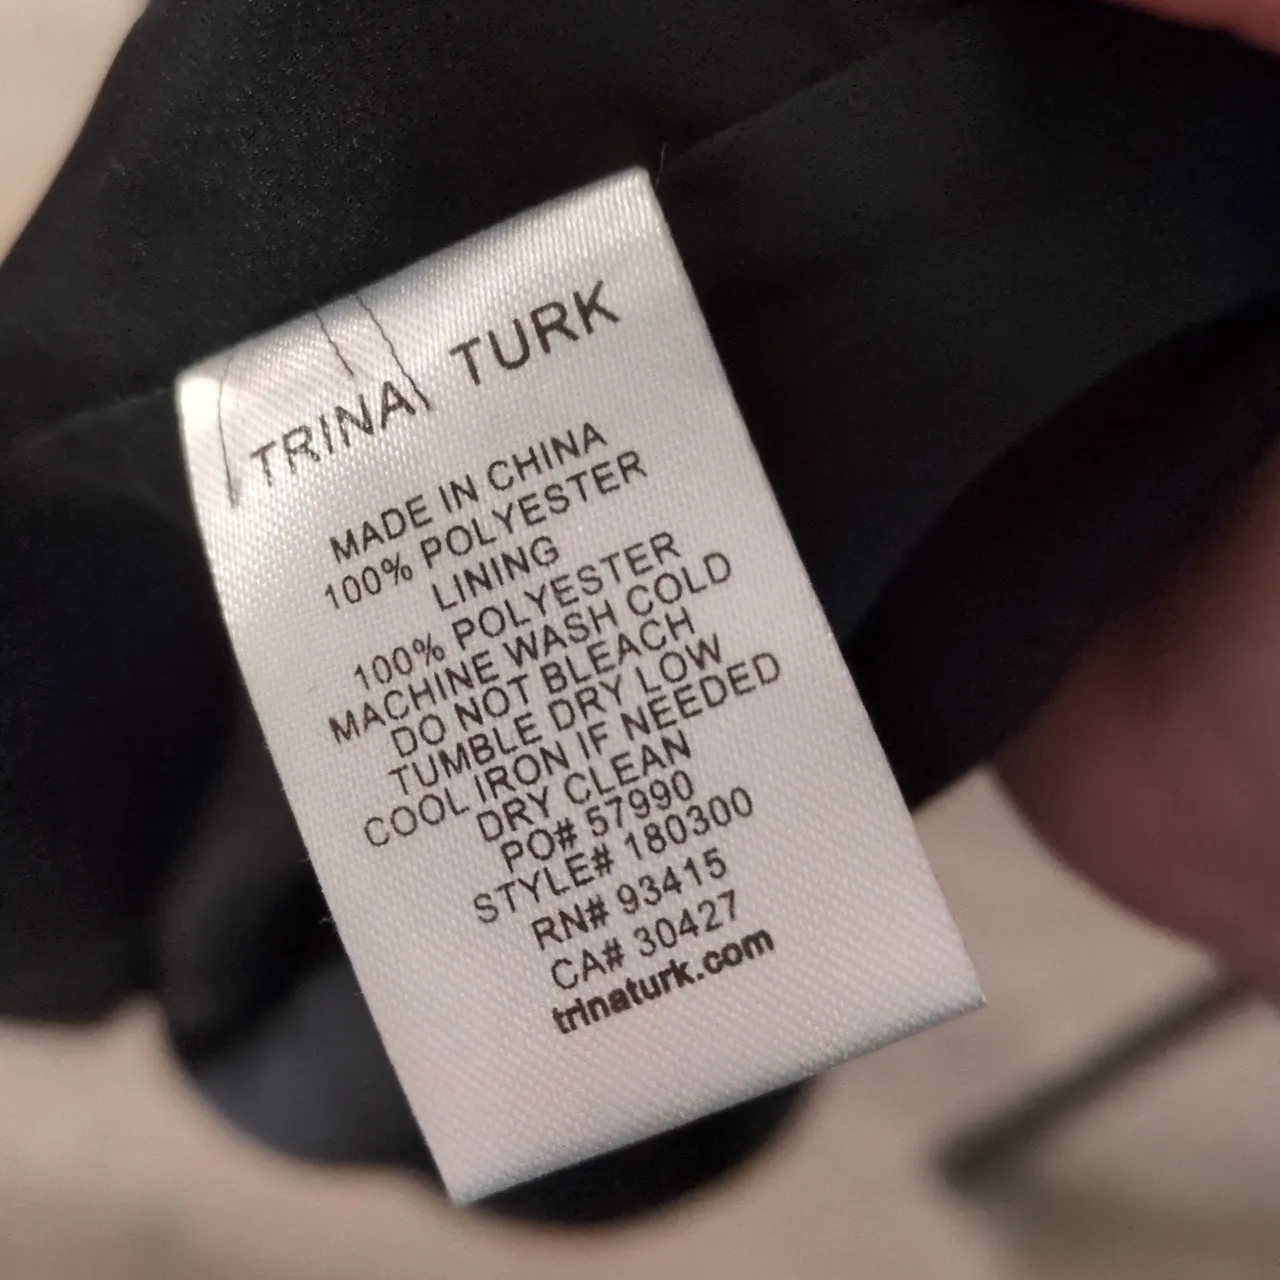 TRINA TURK
MADE IN CHINA
100% POLYESTER
LINING
100% POLYESTER
MACHINE WASH COLD
DO NOT BLEACH
TUMBLE DRY LOW
COOL IRON IF NEEDED
DRY CLEAN
PO# 57990
STYLE# 180300
RN# 93415
CA# 30427
trinaturk.com